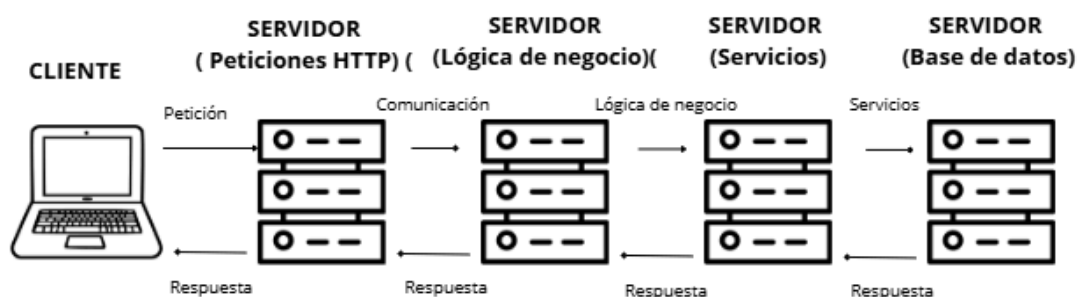 CLIENTE
SERVIDOR
( Peticiones HTTP) (
SERVIDOR
(Lógica de negocio)(
SERVIDOR
(Servicios)
SERVIDOR
(Base de datos)
Petición
Comunicación
Lógica de negocio
Servicios
Respuesta
Respuesta
Respuesta
Respuesta